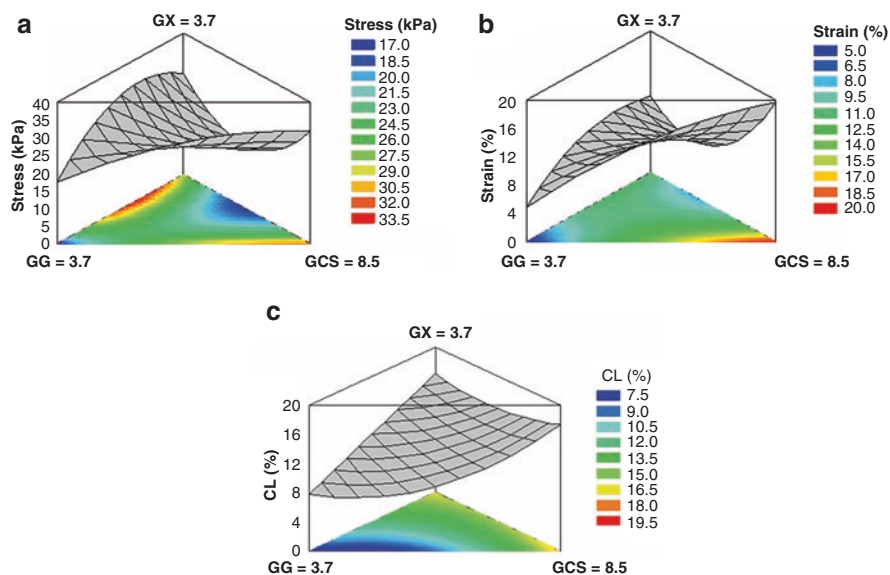 a
GX = 3.7
Stress (kPa)
17.0
18.5
20.0
21.5
23.0
24.5
26.0
27.5
29.0
30.5
32.0
33.5
Stress (kPa)
40
35
30
25
20
15
10
5
0
GG = 3.7
GCS = 8.5
b
GX = 3.7
Strain (%)
5.0
6.5
8.0
9.5
11.0
12.5
14.0
15.5
17.0
18.5
20.0
Strain (%)
20
16
12
8
4
0
GG = 3.7
GCS = 8.5
c
GX = 3.7
CL (%)
7.5
9.0
10.5
12.0
13.5
15.0
16.5
18.0
19.5
CL (%)
20
16
12
8
4
0
GG = 3.7
GCS = 8.5